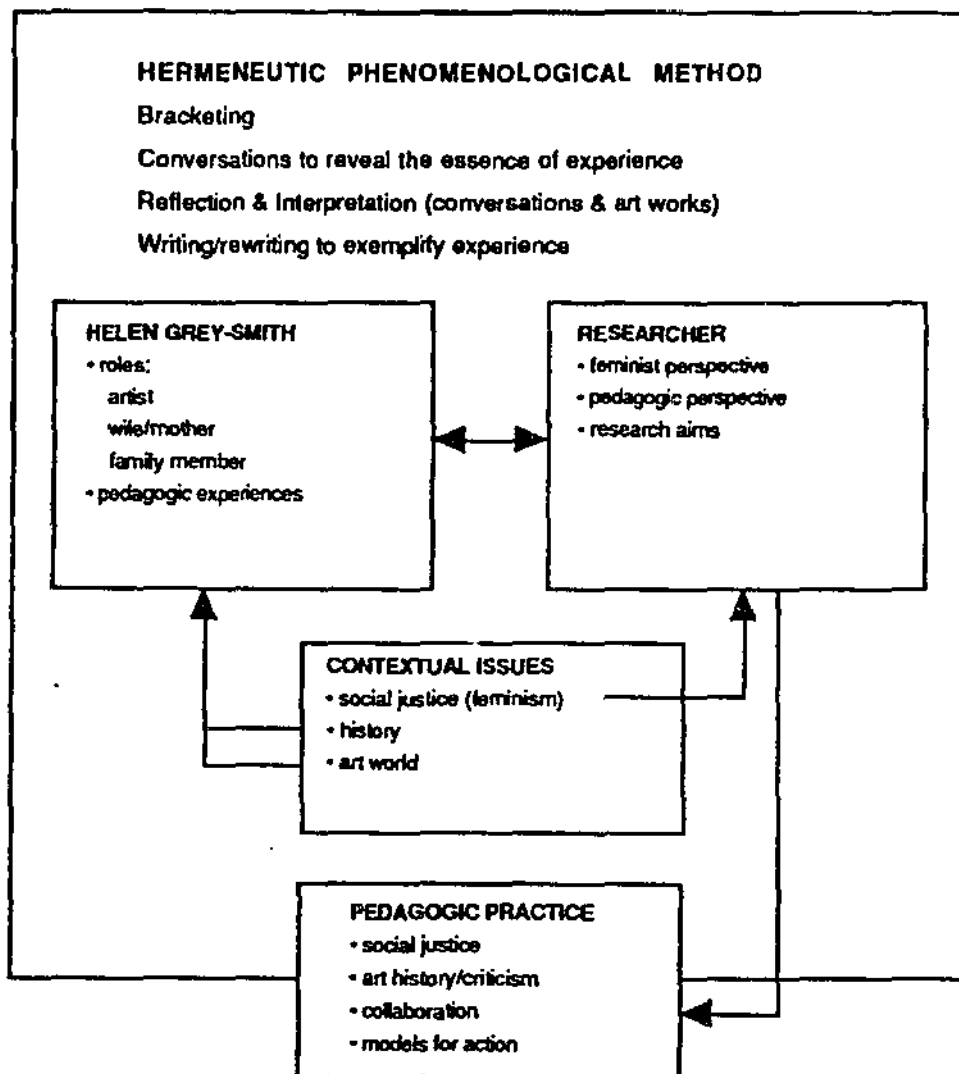 HERMENEUTIC PHENOMENOLOGICAL METHOD
Bracketing
Conversations to reveal the essence of experience
Reflection & Interpretation (conversations & art works)
Writing/rewriting to exemplify experience
HELEN GREY-SMITH
• roles:
artist
wife/mother
family member
• pedagogic experiences
RESEARCHER
• feminist perspective
• pedagogic perspective
• research aims
CONTEXTUAL ISSUES
• social justice (feminism)
• history
• art world
PEDAGOGIC PRACTICE
• social justice
• art history/criticism
• collaboration
• models for action